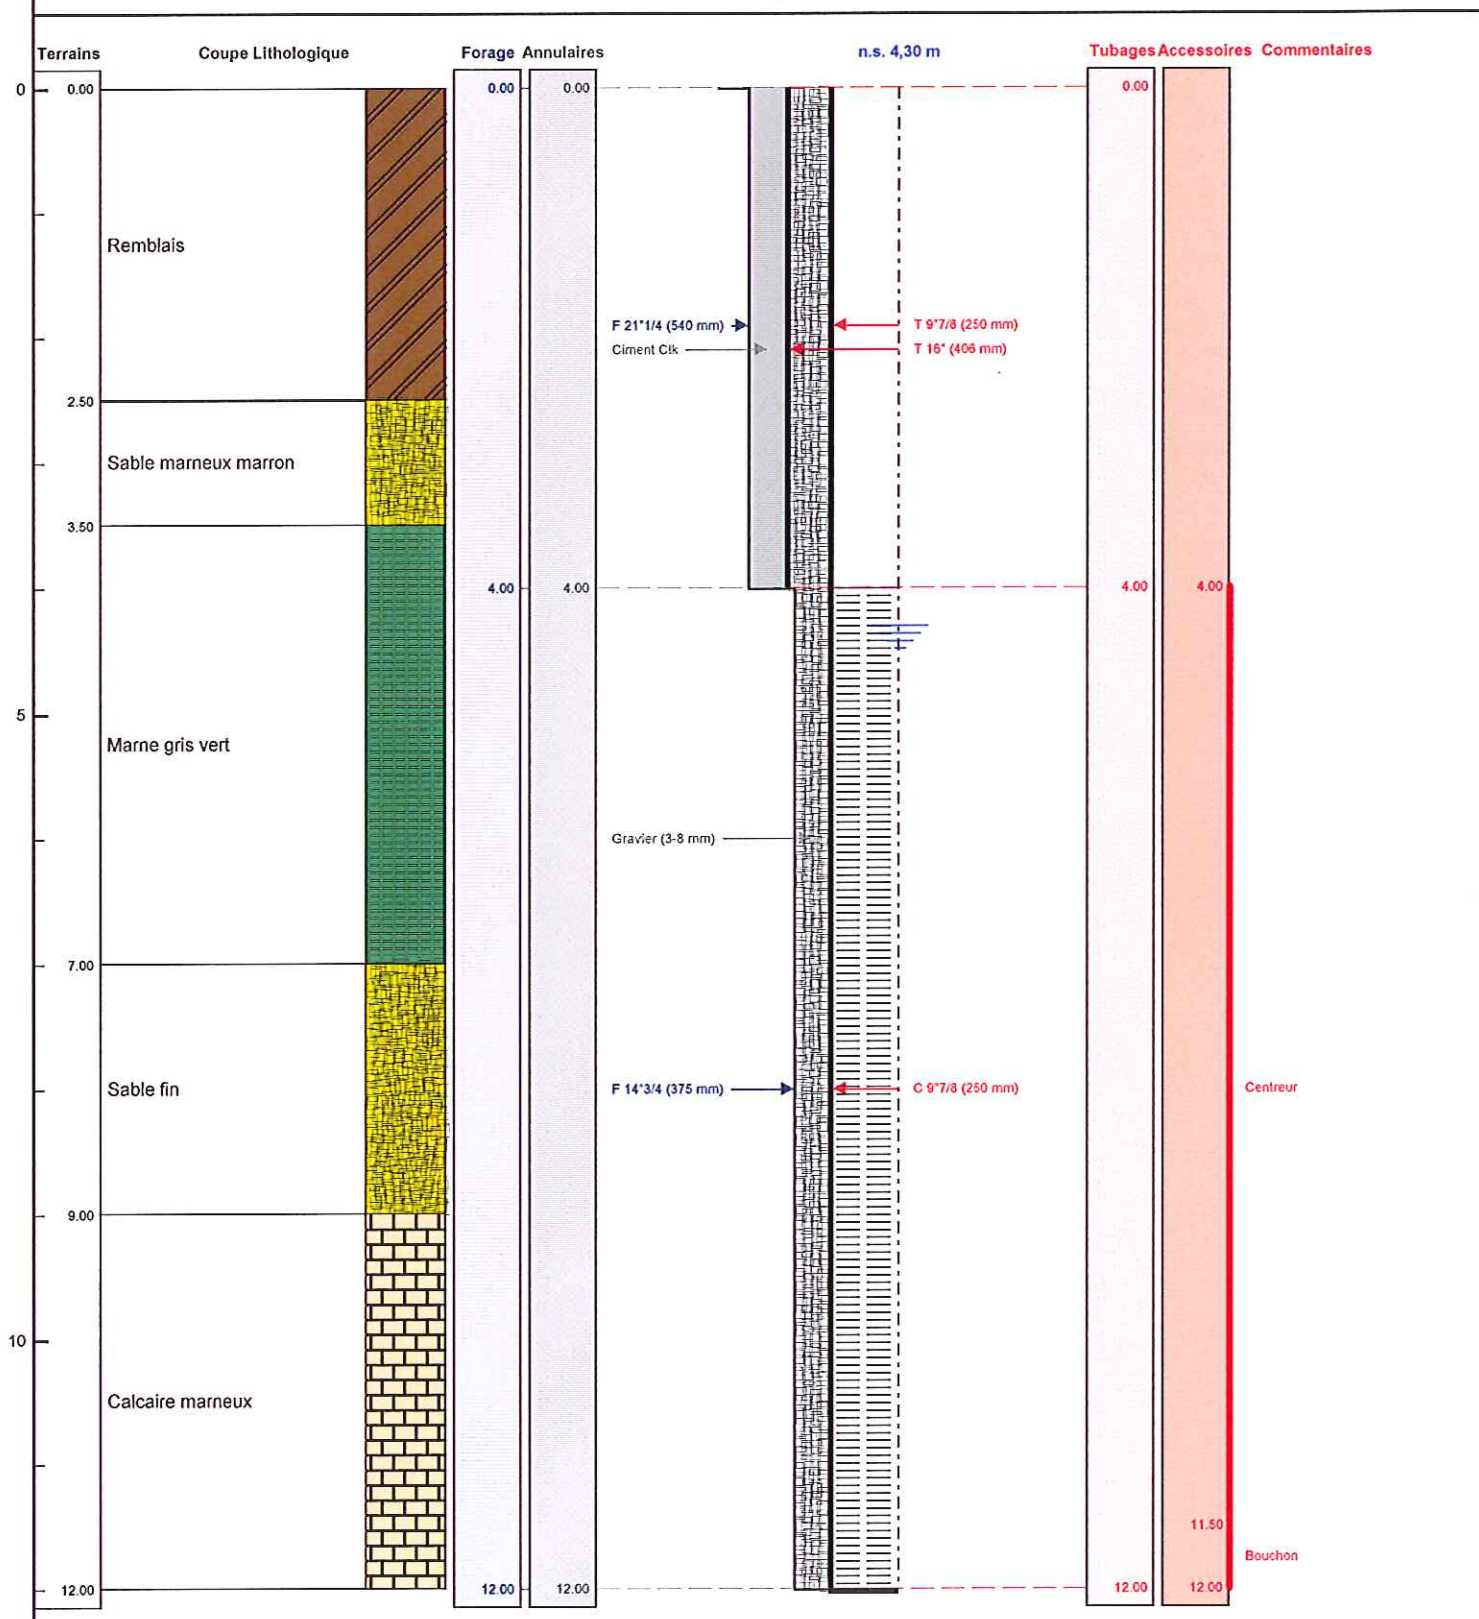 Terrains Coupe Lithologique Forage Annulaires n.s. 4,30 m Tubages Accessoires Commentaires
0 0.00 0.00 0.00 0.00
Remblais
F 21"1/4 (540 mm) T 9"7/8 (250 mm)
Ciment Clk T 16" (406 mm)
2.50
Sable marneux marron
3.50
4.00 4.00 4.00 4.00
5
Marne gris vert
Gravier (3-8 mm)
7.00
Sable fin F 14"3/4 (375 mm) C 9"7/8 (250 mm) Centreur
9.00
10
Calcaire marneux
11.50
Bouchon
12.00 12.00 12.00 12.00 12.00